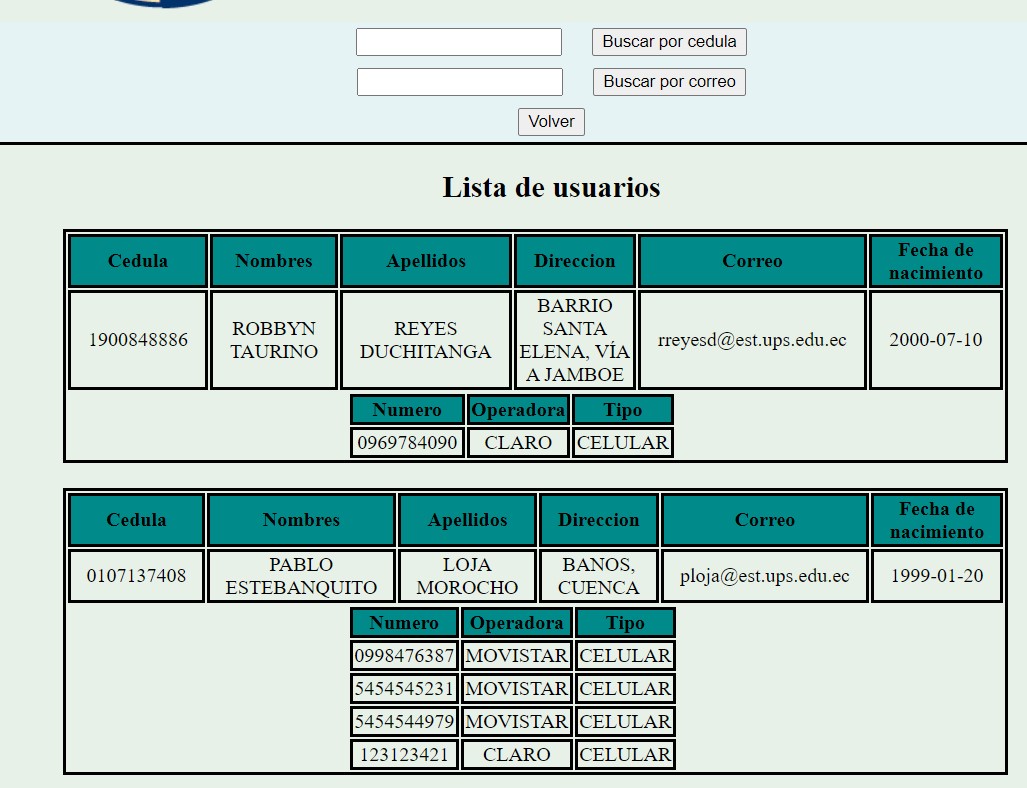 Buscar por cedula
Buscar por correo
Volver
Lista de usuarios
Cedula Nombres Apellidos Direccion Correo Fecha de nacimiento
1900848886 ROBBYN TAURINO REYES DUCHITANGA BARRIO SANTA ELENA, VÍA A JAMBOE rreyesd@est.ups.edu.ec 2000-07-10
Numero Operadora Tipo
0969784090 CLARO CELULAR
Cedula Nombres Apellidos Direccion Correo Fecha de nacimiento
0107137408 PABLO ESTEBANQUITO LOJA MOROCHO BANOS, CUENCA ploja@est.ups.edu.ec 1999-01-20
Numero Operadora Tipo
0998476387 MOVISTAR CELULAR
5454545231 MOVISTAR CELULAR
5454544979 MOVISTAR CELULAR
123123421 CLARO CELULAR